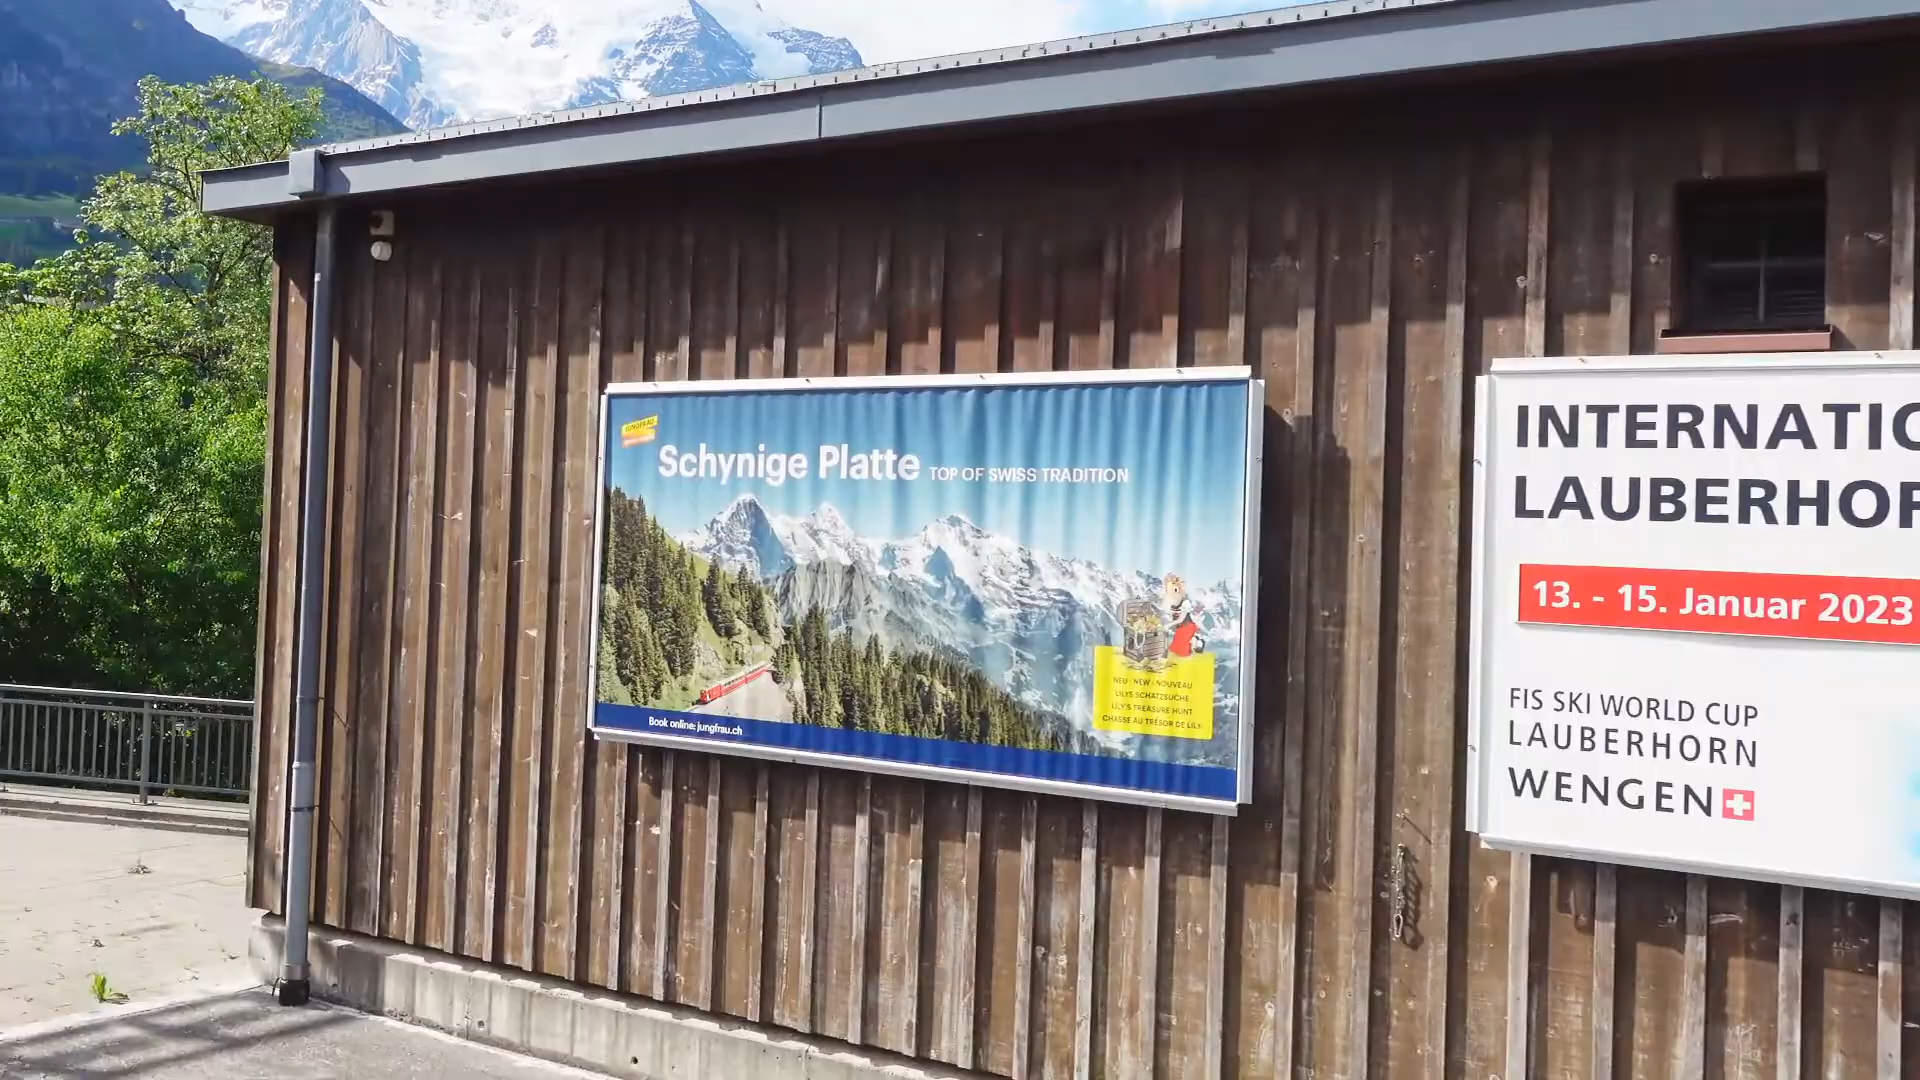 JUNGFRAU
Schynige Platte TOP OF SWISS TRADITION
NEU - NEW - NOUVEAU
LILYS SCHATZSUCHE
LILY'S TREASURE HUNT
CHASSE AU TRÉSOR DE LILY
Book online: jungfrau.ch
INTERNATIO
LAUBERHOR
13. - 15. Januar 2023
FIS SKI WORLD CUP
LAUBERHORN
WENGEN